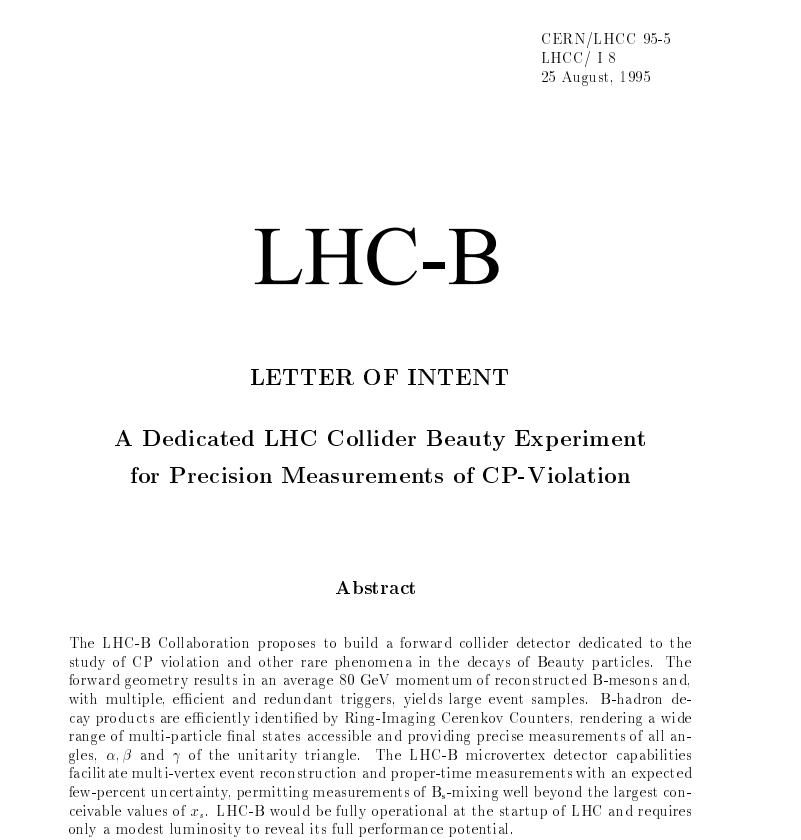 CERN/LHCC 95-5
LHCC/ I 8
25 August, 1995
LHC-B
LETTER OF INTENT
A Dedicated LHC Collider Beauty Experiment
for Precision Measurements of CP-Violation
Abstract
The LHC-B Collaboration proposes to build a forward collider detector dedicated to the
study of CP violation and other rare phenomena in the decays of Beauty particles. The
forward geometry results in an average 80 GeV momentum of reconstructed B-mesons and,
with multiple, efficient and redundant triggers, yields large event samples. B-hadron de-
cay products are efficiently identified by Ring-Imaging Cerenkov Counters, rendering a wide
range of multi-particle final states accessible and providing precise measurements of all an-
gles, α, β and γ of the unitarity triangle. The LHC-B microvertex detector capabilities
facilitate multi-vertex event reconstruction and proper-time measurements with an expected
few-percent uncertainty, permitting measurements of Bₛ-mixing well beyond the largest con-
ceivable values of xₛ. LHC-B would be fully operational at the startup of LHC and requires
only a modest luminosity to reveal its full performance potential.